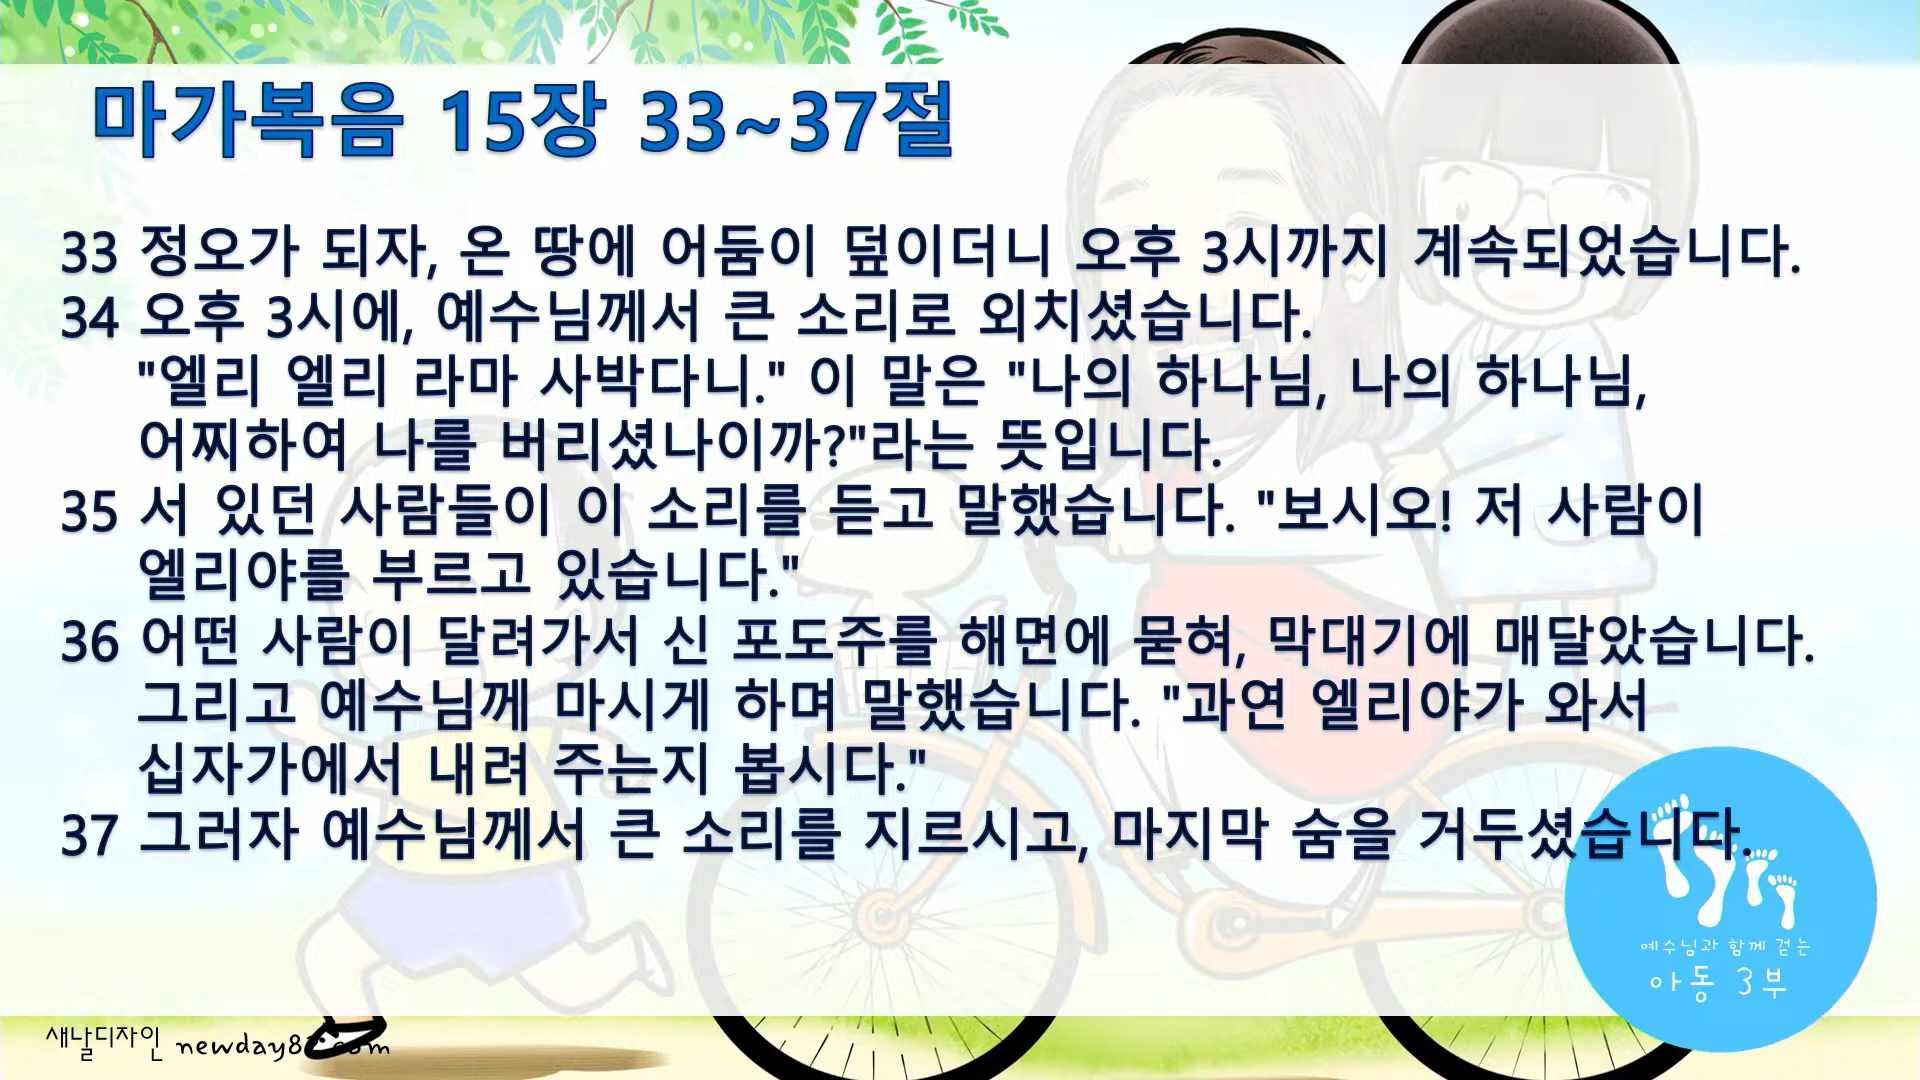 마가복음 15장 33~37절
33 정오가 되자, 온 땅에 어둠이 덮이더니 오후 3시까지 계속되었습니다.
34 오후 3시에, 예수님께서 큰 소리로 외치셨습니다.
"엘리 엘리 라마 사박다니." 이 말은 "나의 하나님, 나의 하나님,
어찌하여 나를 버리셨나이까?"라는 뜻입니다.
35 서 있던 사람들이 이 소리를 듣고 말했습니다. "보시오! 저 사람이
엘리야를 부르고 있습니다."
36 어떤 사람이 달려가서 신 포도주를 해면에 묻혀, 막대기에 매달았습니다.
그리고 예수님께 마시게 하며 말했습니다. "과연 엘리야가 와서
십자가에서 내려 주는지 봅시다."
37 그러자 예수님께서 큰 소리를 지르시고, 마지막 숨을 거두셨습니다.
예수님과 함께 걷는
아동 3부
새날디자인